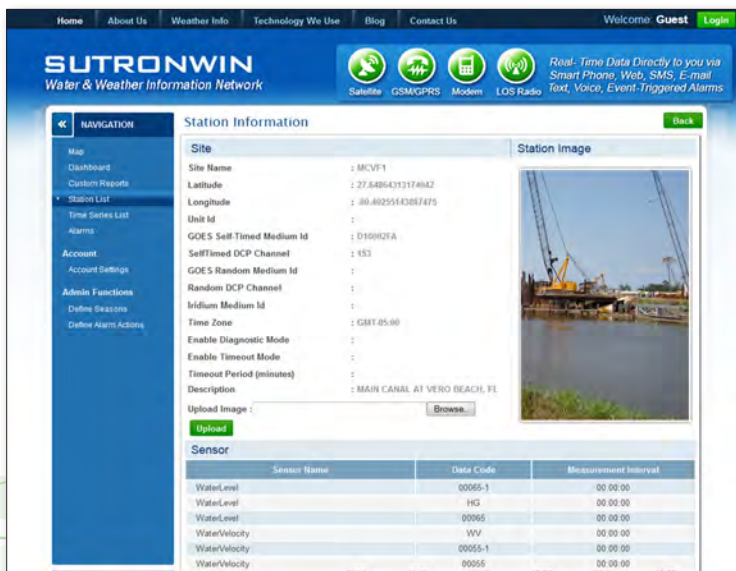 Home About Us Weather Info Technology We Use Blog Contact Us Welcome: Guest Login
SUTRONWIN
Water & Weather Information Network
Satellite GSM/GPRS Modem LOS Radio
Real- Time Data Directly to you via
Smart Phone, Web, SMS, E-mail
Text, Voice, Event-Triggered Alarms
« NAVIGATION
Map
Dashboard
Custom Reports
Station List
Time Series List
Alarms
Account
Account Settings
Admin Functions
Define Seasons
Define Alarm Actions
Station Information Back
Site Station Image
Site Name : MCVF1
Latitude :
Longitude :
Unit Id :
GOES Self-Timed Medium Id :
SelfTimed DCP Channel : 153
GOES Random Medium Id :
Random DCP Channel :
Iridium Medium Id :
Time Zone : GMT-05:00
Enable Diagnostic Mode :
Enable Timeout Mode :
Timeout Period (minutes) :
Description : MAIN CANAL AT VERO BEACH, FL
Upload Image : Browse..
Upload
Sensor
Sensor Name Data Code Measurement Interval
WaterLevel 00065-1 00:00:00
WaterLevel HG 00:00:00
WaterLevel 00065 00:00:00
WaterVelocity WV 00:00:00
WaterVelocity 00055-1 00:00:00
WaterVelocity 00055 00:00:00